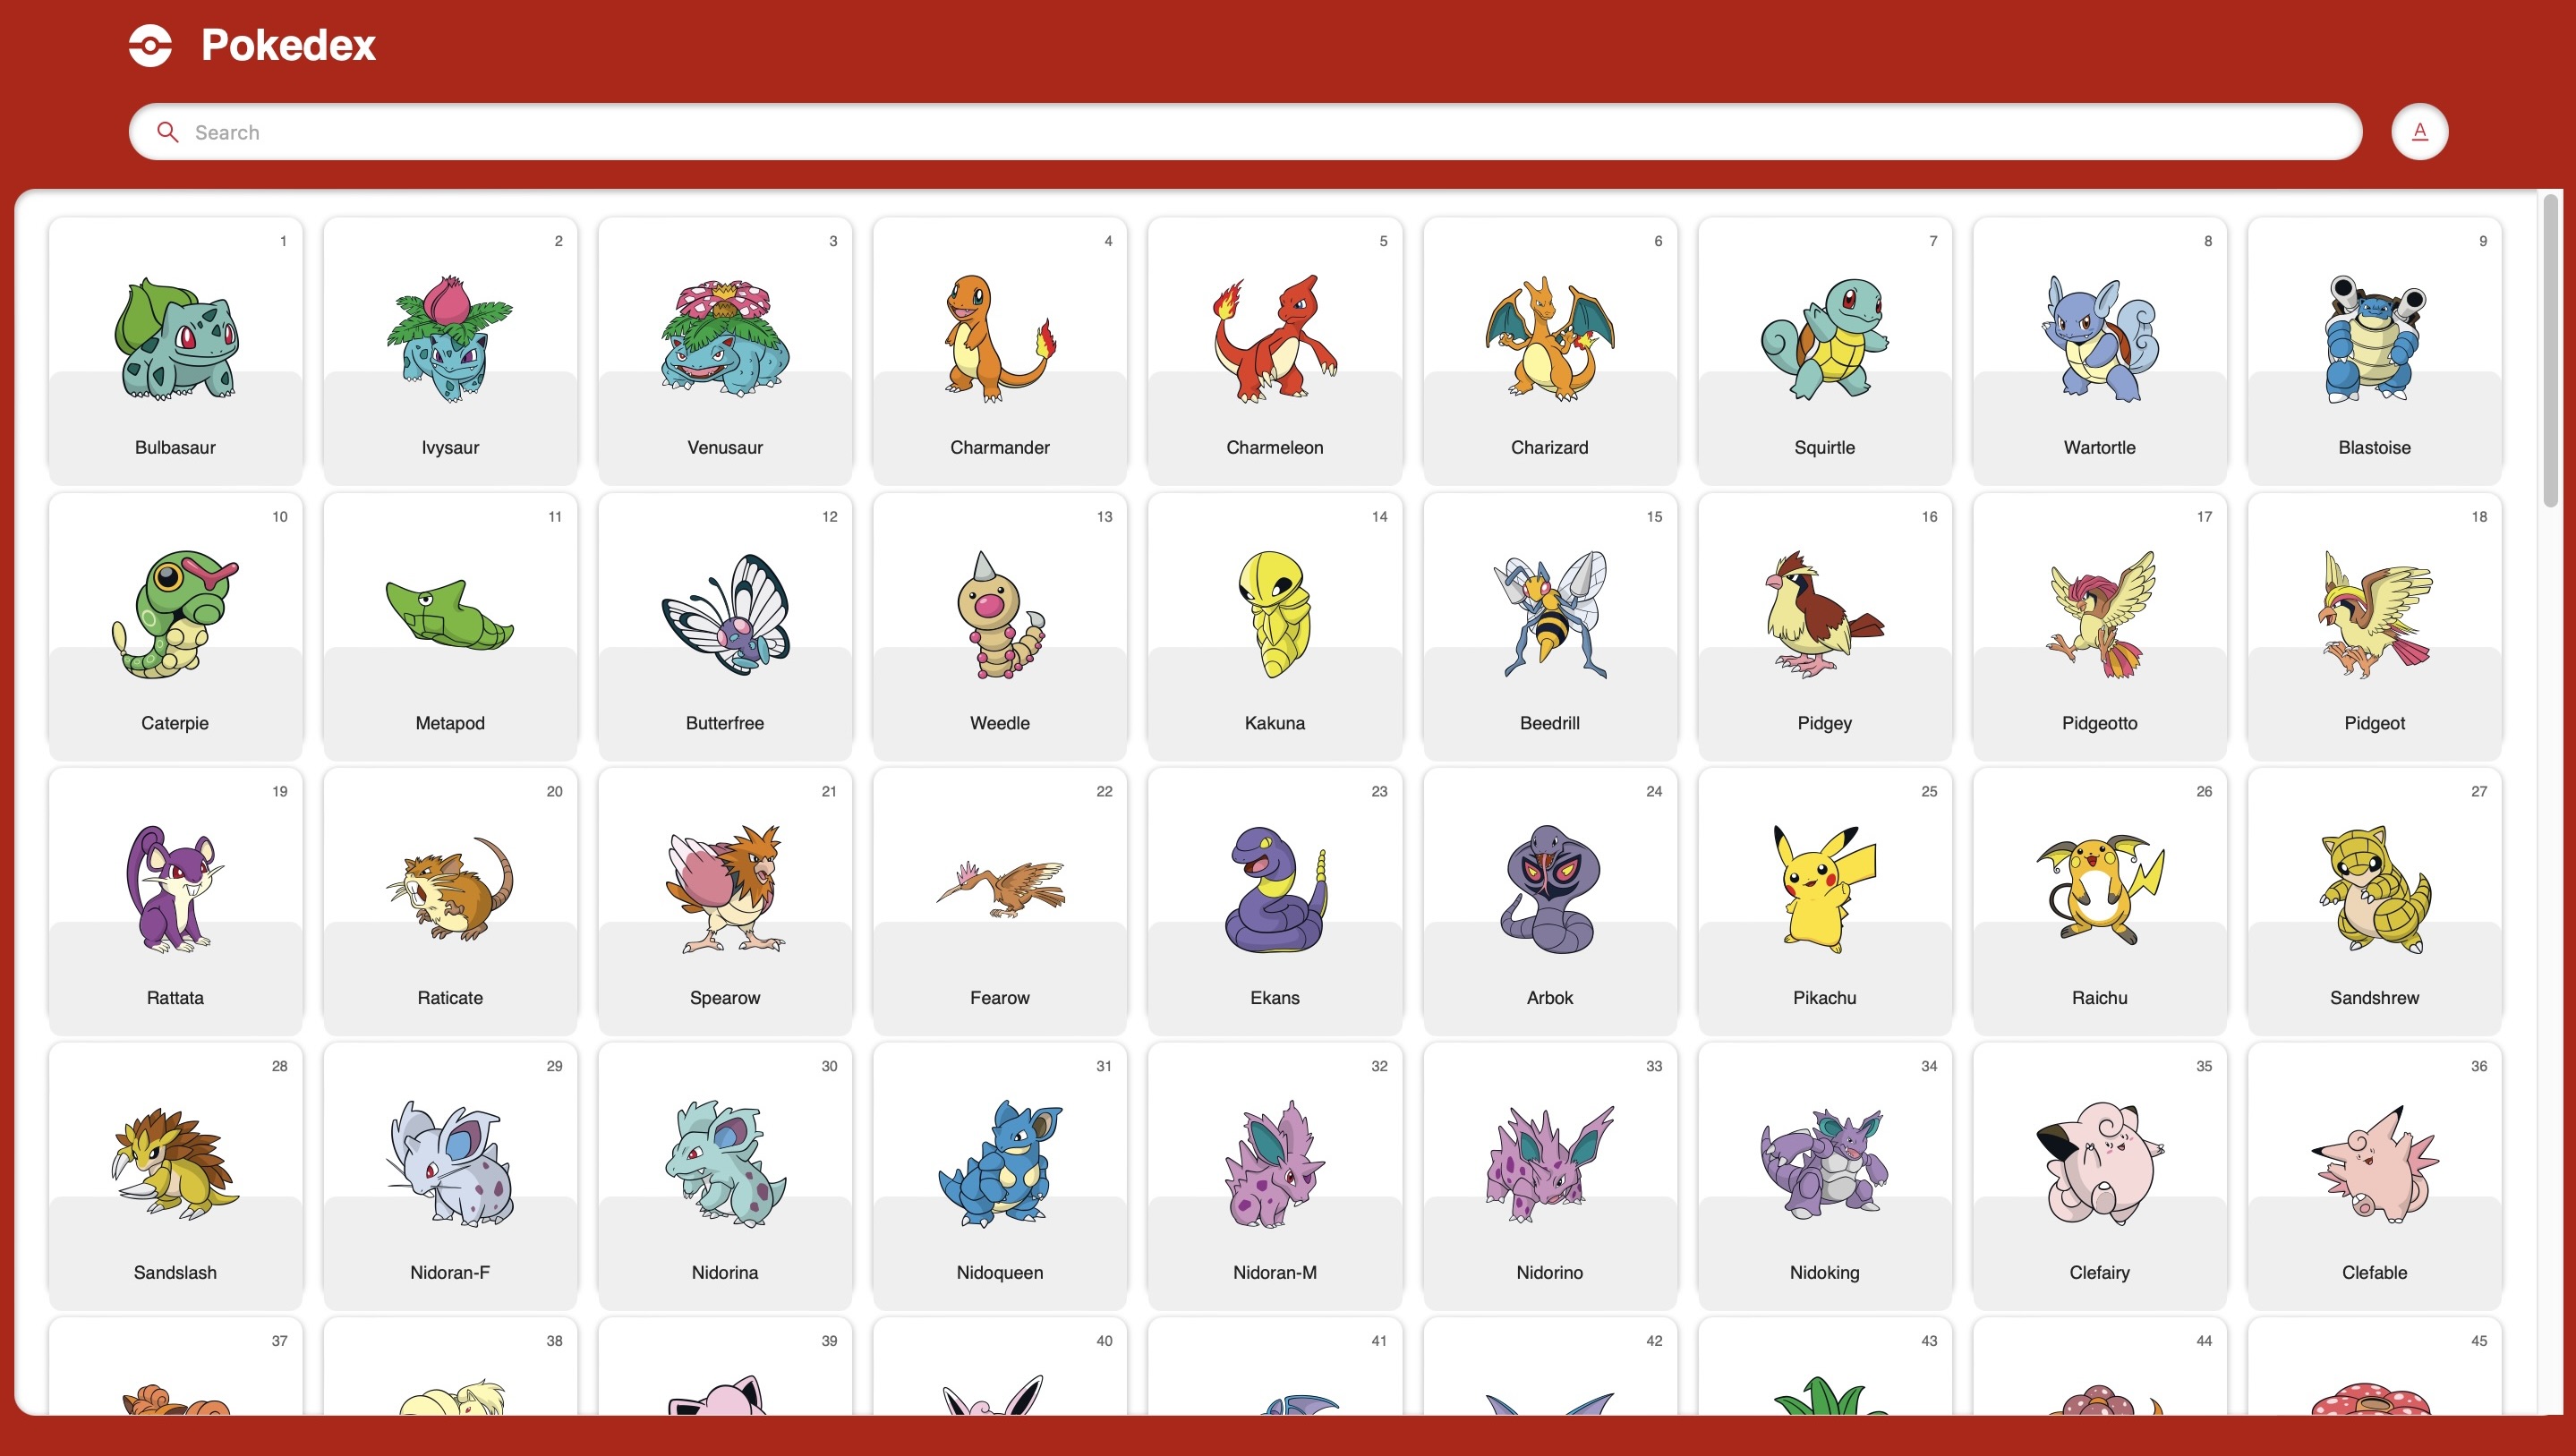 Pokedex
Search
A
1 2 3 4 5 6 7 8 9
Bulbasaur Ivysaur Venusaur Charmander Charmeleon Charizard Squirtle Wartortle Blastoise
10 11 12 13 14 15 16 17 18
Caterpie Metapod Butterfree Weedle Kakuna Beedrill Pidgey Pidgeotto Pidgeot
19 20 21 22 23 24 25 26 27
Rattata Raticate Spearow Fearow Ekans Arbok Pikachu Raichu Sandshrew
28 29 30 31 32 33 34 35 36
Sandslash Nidoran-F Nidorina Nidoqueen Nidoran-M Nidorino Nidoking Clefairy Clefable
37 38 39 40 41 42 43 44 45